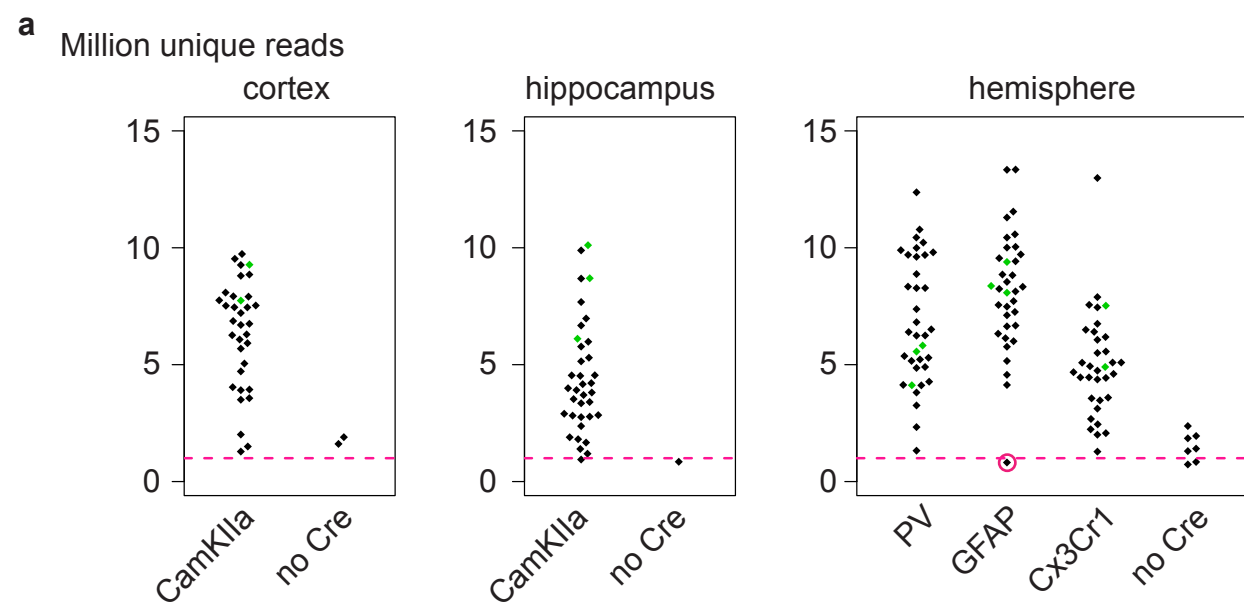 a
Million unique reads
cortex
hippocampus
hemisphere
15
10
5
0
CamKIIa
no Cre
15
10
5
0
CamKIIa
no Cre
15
10
5
0
PV
GFAP
Cx3Cr1
no Cre